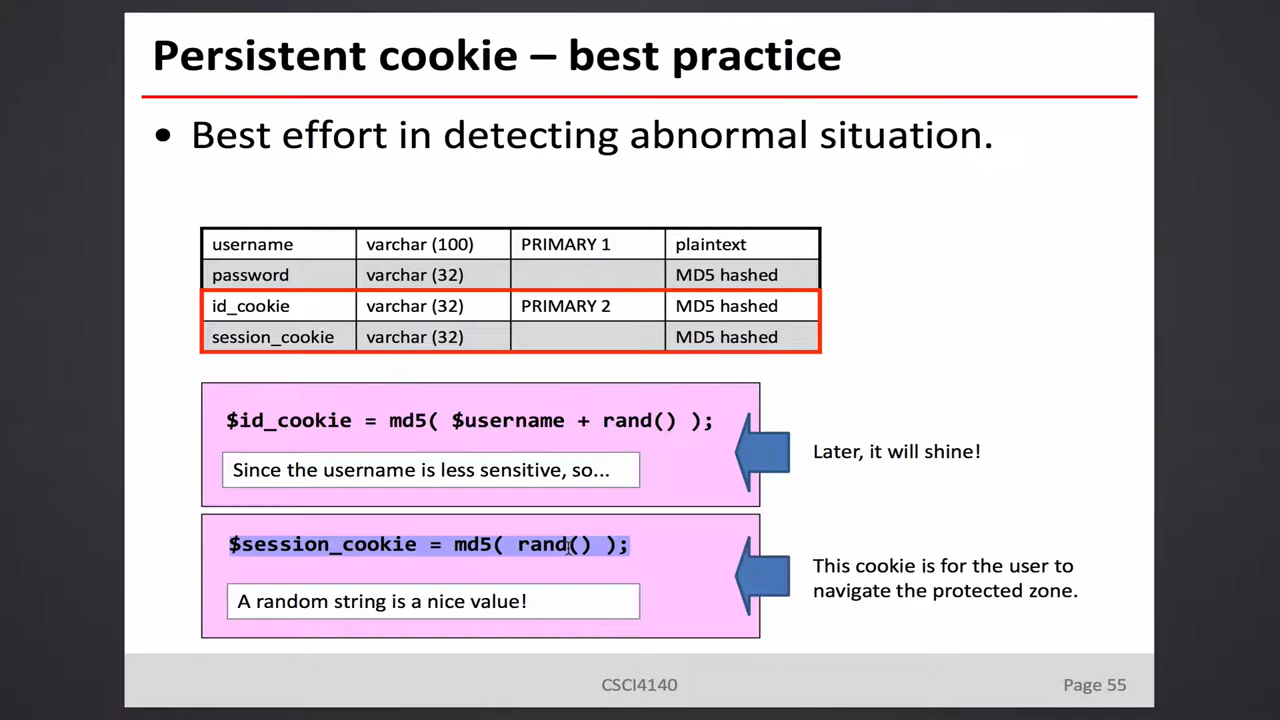 Persistent cookie – best practice
• Best effort in detecting abnormal situation.
username varchar (100) PRIMARY 1 plaintext
password varchar (32) MD5 hashed
id_cookie varchar (32) PRIMARY 2 MD5 hashed
session_cookie varchar (32) MD5 hashed
$id_cookie = md5( $username + rand() );
Since the username is less sensitive, so...
Later, it will shine!
$session_cookie = md5( rand() );
A random string is a nice value!
This cookie is for the user to
navigate the protected zone.
CSCI4140
Page 55